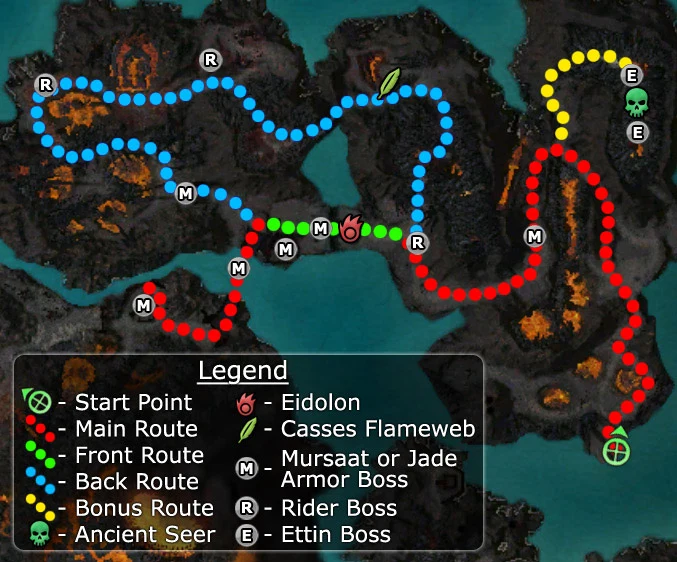 R
R
E
E
M
M
M
R
M
M
M
Legend
- Start Point
- Main Route
- Front Route
- Back Route
- Bonus Route
- Ancient Seer
- Eidolon
- Casses Flameweb
M - Mursaat or Jade
Armor Boss
R - Rider Boss
E - Ettin Boss